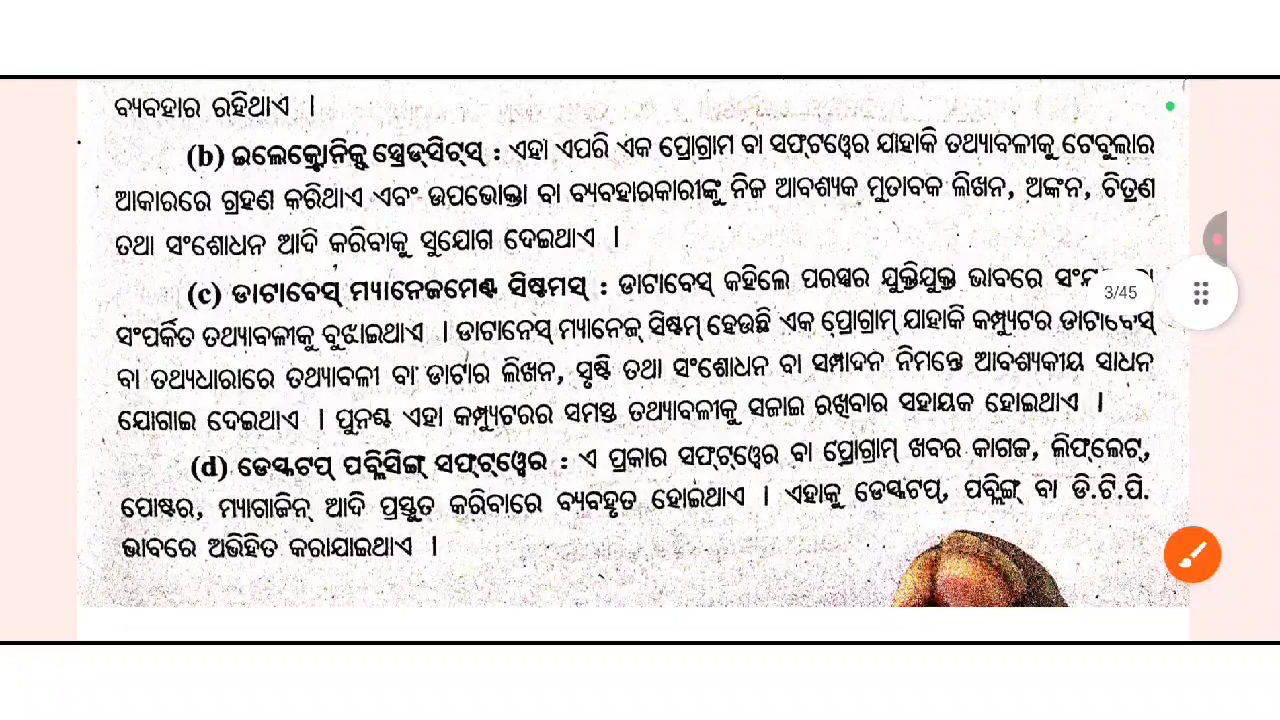 ବ୍ୟବହାର ରହିଥାଏ ।
(b) ଇଲେକ୍ଟ୍ରୋନିକ୍ସ ସ୍ପ୍ରେଡ୍‌ସିଟ୍‌ସ୍ : ଏହା ଏପରି ଏକ ପ୍ରୋଗ୍ରାମ ବା ସଫ୍‌ଟଓ୍ବେର ଯାହାକି ତଥ୍ୟାବଳୀକୁ ଟେବୁଲାର
ଆକାରରେ ଗ୍ରହଣ କରିଥାଏ ଏବଂ ଉପଭୋକ୍ତା ବା ବ୍ୟବହାରକାରୀଙ୍କୁ ନିଜ ଆବଶ୍ୟକ ମୁତାବକ ଲିଖନ, ଅଙ୍କନ, ଚିତ୍ରଣ
ତଥା ସଂଶୋଧନ ଆଦି କରିବାକୁ ସୁଯୋଗ ଦେଇଥାଏ ।
(c) ଡାଟାବେସ୍ ମ୍ୟାନେଜମେଣ୍ଟ ସିଷ୍ଟମସ୍ : ଡାଟାବେସ୍ କହିଲେ ପରସ୍ପର ଯୁକ୍ତିଯୁକ୍ତ ଭାବରେ
3/45
ସଂପର୍କିତ ତଥ୍ୟାବଳୀକୁ ବୁଝାଇଥାଏ । ଡାଟାନେସ୍ ମ୍ୟାନେଜ୍ ସିଷ୍ଟମ୍ ହେଉଛି ଏକ ପ୍ରୋଗ୍ରାମ୍ ଯାହାକି କମ୍ପ୍ୟୁଟର ଡାଟାବେସ୍
ବା ତଥ୍ୟଧାରାରେ ତଥ୍ୟାବଳୀ ବା ଡାଟାର ଲିଖନ, ସୃଷ୍ଟି ତଥା ସଂଶୋଧନ ବା ସମ୍ପାଦନ ନିମନ୍ତେ ଆବଶ୍ୟକୀୟ ସାଧନ
ଯୋଗାଇ ଦେଇଥାଏ । ପୁନଶ୍ଚ ଏହା କମ୍ପ୍ୟୁଟରର ସମସ୍ତ ତଥ୍ୟାବଳୀକୁ ସଜାଇ ରଖିବାର ସହାୟକ ହୋଇଥାଏ ।
(d) ଡେସ୍କଟପ୍ ପବ୍ଲିସିଙ୍ଗ୍ ସଫ୍‌ଟ୍‌ଓ୍ବେର : ଏ ପ୍ରକାର ସଫ୍‌ଟ୍‌ଓ୍ବେର ବା ପ୍ରୋଗ୍ରାମ୍ ଖବର କାଗଜ, ଲିଫ୍‌ଲେଟ୍,
ପୋଷ୍ଟର, ମ୍ୟାଗାଜିନ୍ ଆଦି ପ୍ରସ୍ତୁତ କରିବାରେ ବ୍ୟବହୃତ ହୋଇଥାଏ । ଏହାକୁ ଡେସ୍କଟପ୍, ପବ୍ଲିଙ୍ଗ୍ ବା ଡି.ଟି.ପି.
ଭାବରେ ଅଭିହିତ କରାଯାଇଥାଏ ।